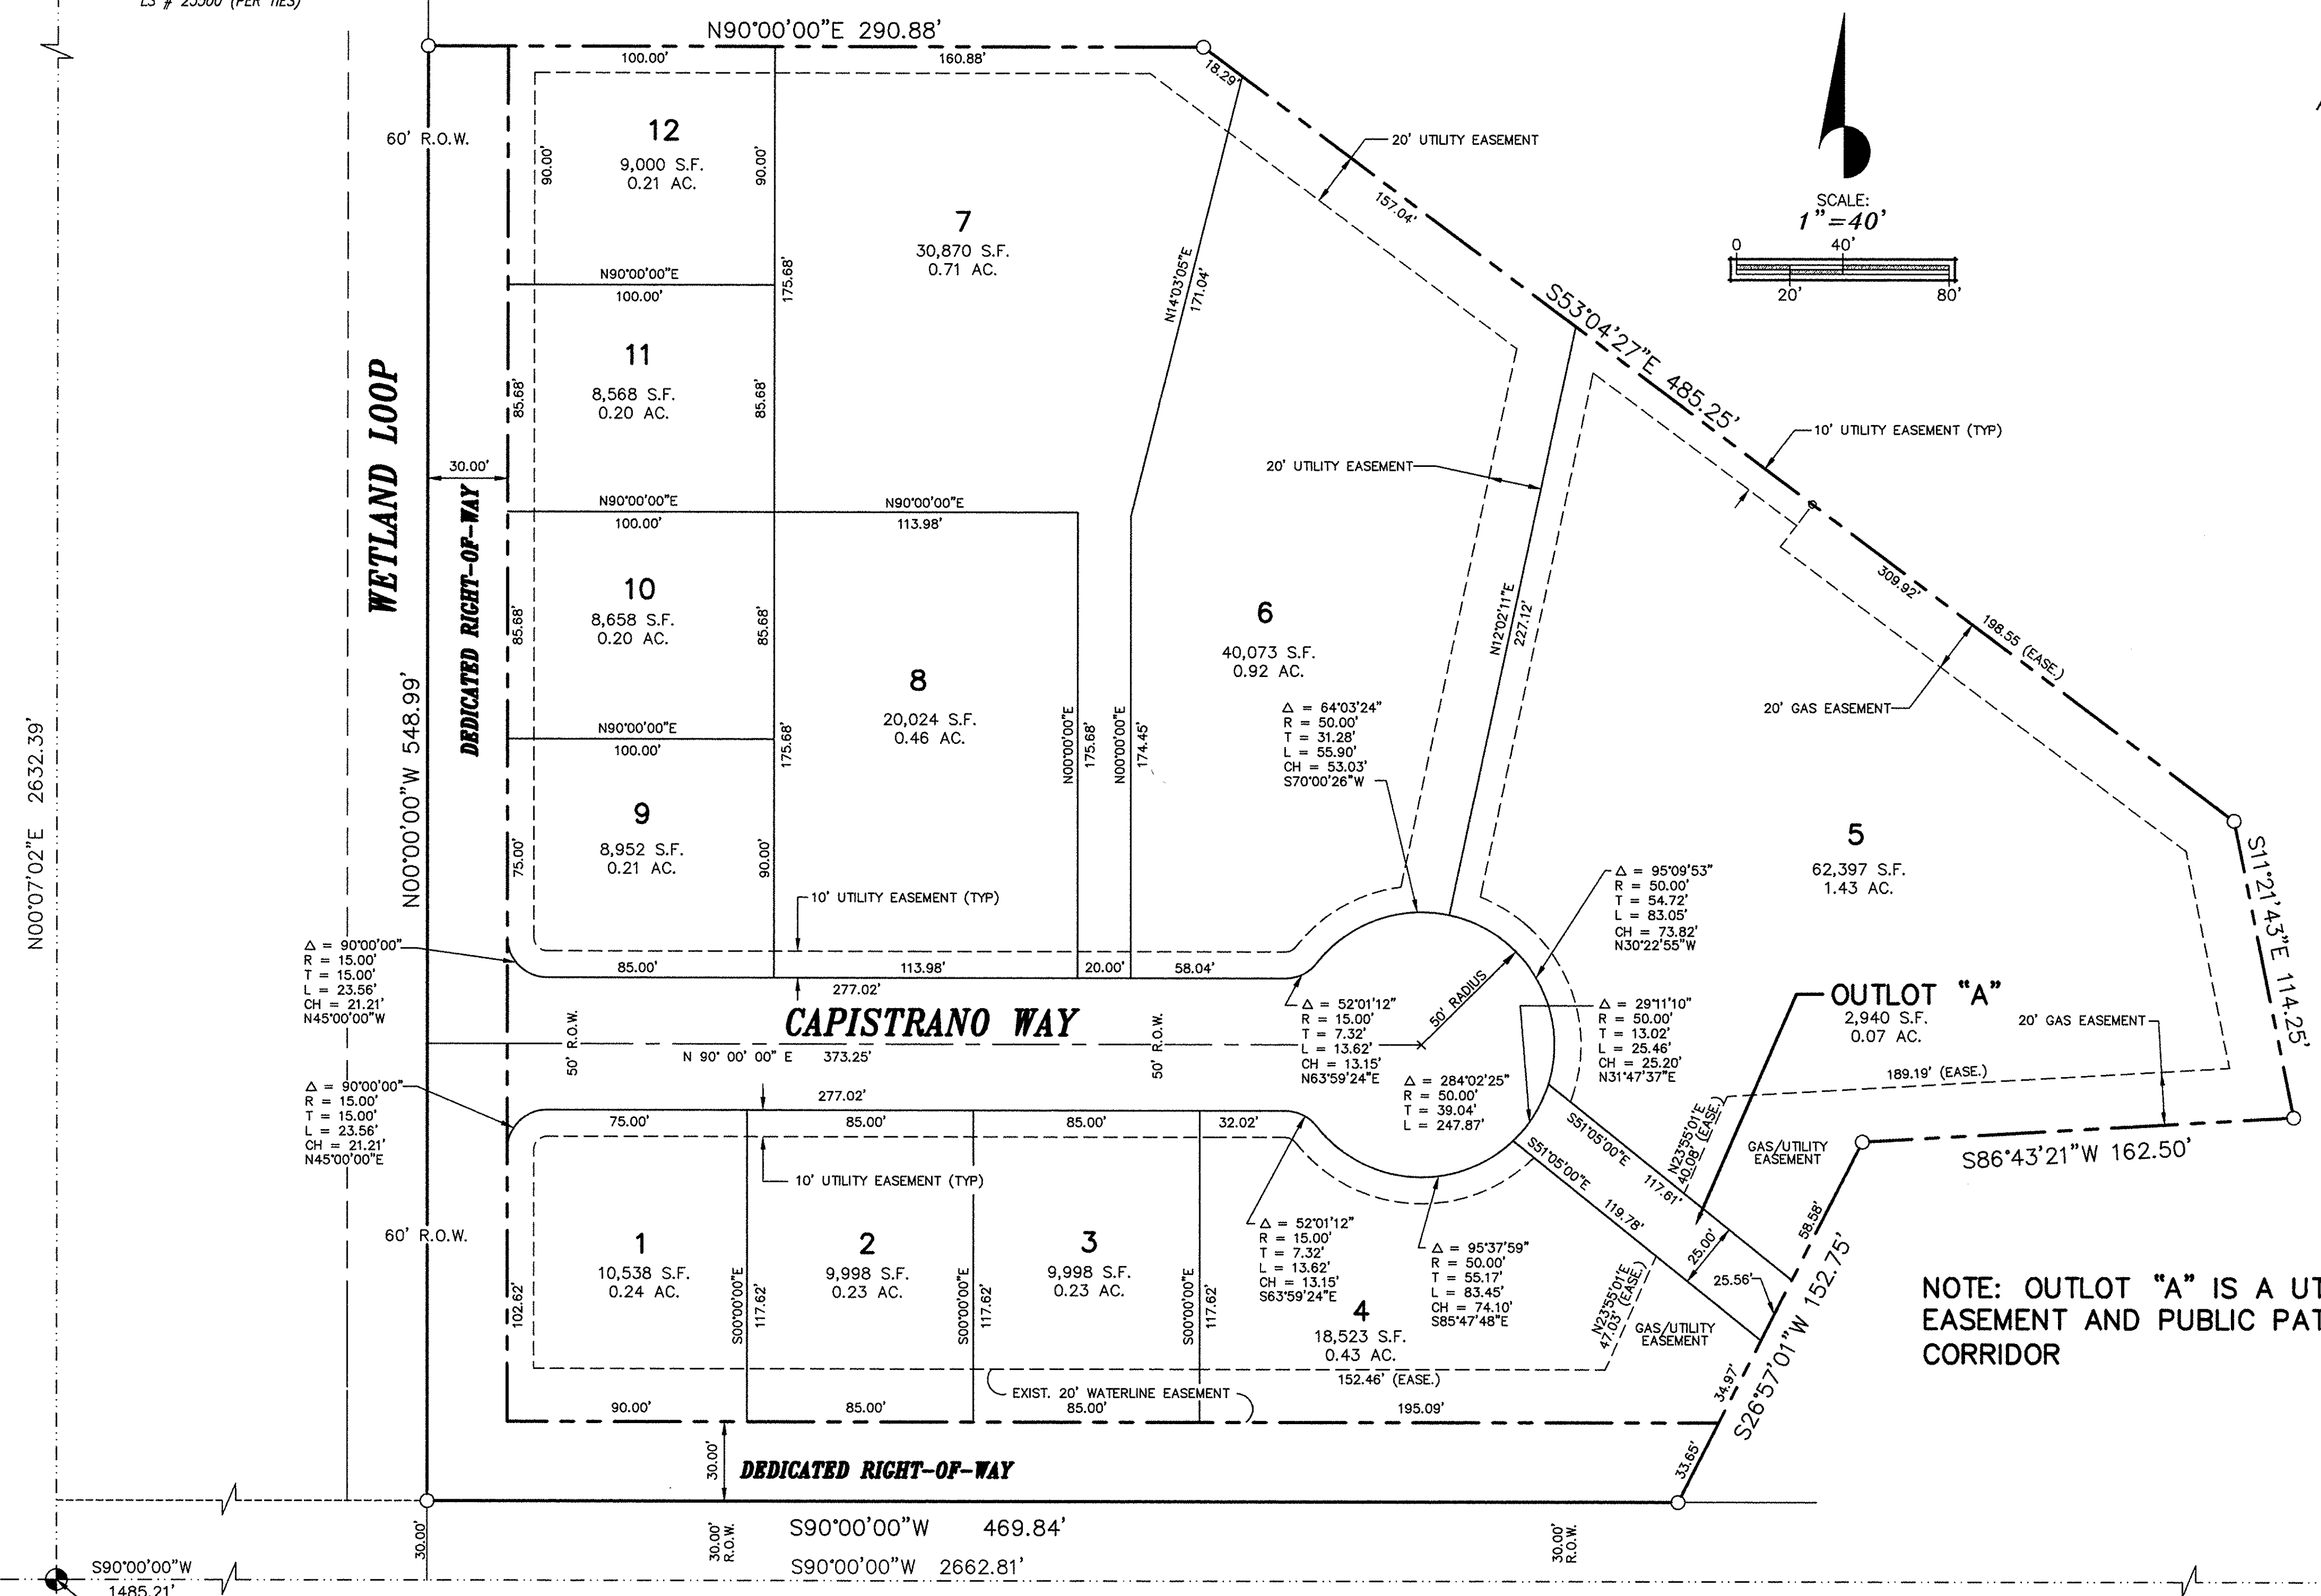 LS # 23500 (PER TIES)
N90°00'00"E 290.88'
100.00'
160.88'
18.29'
60' R.O.W.
12
9,000 S.F.
0.21 AC.
90.00'
90.00'
7
30,870 S.F.
0.71 AC.
N90°00'00"E
100.00'
175.68'
N14°03'05"E
171.04'
20' UTILITY EASEMENT
157.04'
SCALE:
1"=40'
0
40'
20'
80'
S53°04'27"E 485.25'
11
8,568 S.F.
0.20 AC.
85.68'
85.68'
WETLAND LOOP
30.00'
DEDICATED RIGHT-OF-WAY
N90°00'00"E
100.00'
N90°00'00"E
113.98'
20' UTILITY EASEMENT
10' UTILITY EASEMENT (TYP)
10
8,658 S.F.
0.20 AC.
85.68'
85.68'
6
40,073 S.F.
0.92 AC.
N12°02'11"E
227.12'
309.92'
198.55 (EASE.)
20' GAS EASEMENT
N00°07'02"E 2632.39'
N00°00'00"W 548.99'
N90°00'00"E
100.00'
175.68'
8
20,024 S.F.
0.46 AC.
N00°00'00"E
175.68'
N00°00'00"E
174.45'
Δ = 64°03'24"
R = 50.00'
T = 31.28'
L = 55.90'
CH = 53.03'
S70°00'26"W
9
8,952 S.F.
0.21 AC.
75.00'
90.00'
10' UTILITY EASEMENT (TYP)
5
62,397 S.F.
1.43 AC.
S11°21'43"E 114.25'
Δ = 95°09'53"
R = 50.00'
T = 54.72'
L = 83.05'
CH = 73.82'
N30°22'55"W
Δ = 90°00'00"
R = 15.00'
T = 15.00'
L = 23.56'
CH = 21.21'
N45°00'00"W
85.00'
113.98'
20.00'
58.04'
277.02'
CAPISTRANO WAY
50' R.O.W.
50' R.O.W.
N 90° 00' 00" E 373.25'
50' RADIUS
Δ = 52°01'12"
R = 15.00'
T = 7.32'
L = 13.62'
CH = 13.15'
N63°59'24"E
Δ = 29°11'10"
R = 50.00'
T = 13.02'
L = 25.46'
CH = 25.20'
N31°47'37"E
OUTLOT "A"
2,940 S.F.
0.07 AC.
20' GAS EASEMENT
189.19' (EASE.)
Δ = 284°02'25"
R = 50.00'
T = 39.04'
L = 247.87'
Δ = 90°00'00"
R = 15.00'
T = 15.00'
L = 23.56'
CH = 21.21'
N45°00'00"E
277.02'
75.00'
85.00'
85.00'
32.02'
10' UTILITY EASEMENT (TYP)
S51°05'00"E
117.61'
S51°05'00"E
119.78'
N23°55'01"E
40.08' (EASE.)
GAS/UTILITY
EASEMENT
S86°43'21"W 162.50'
60' R.O.W.
1
10,538 S.F.
0.24 AC.
102.62'
S00°00'00"E
117.62'
2
9,998 S.F.
0.23 AC.
S00°00'00"E
117.62'
3
9,998 S.F.
0.23 AC.
S00°00'00"E
117.62'
Δ = 52°01'12"
R = 15.00'
T = 7.32'
L = 13.62'
CH = 13.15'
S63°59'24"E
Δ = 95°37'59"
R = 50.00'
T = 55.17'
L = 83.45'
CH = 74.10'
S85°47'48"E
4
18,523 S.F.
0.43 AC.
N23°55'01"E
47.03' (EASE.)
GAS/UTILITY
EASEMENT
25.00'
25.56'
58.58'
34.97'
33.65'
S26°57'01"W 152.75'
NOTE: OUTLOT "A" IS A UT
EASEMENT AND PUBLIC PAT
CORRIDOR
152.46' (EASE.)
EXIST. 20' WATERLINE EASEMENT
90.00'
85.00'
85.00'
195.09'
30.00'
DEDICATED RIGHT-OF-WAY
S90°00'00"W 469.84'
30.00'
30.00'
R.O.W.
30.00'
R.O.W.
S90°00'00"W 2662.81'
S90°00'00"W
1485.21'